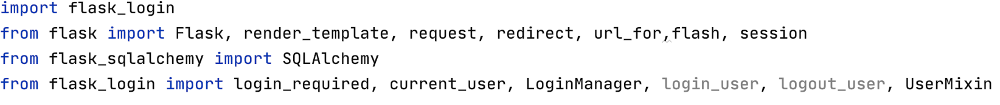 import flask_login
from flask import Flask, render_template, request, redirect, url_for,flash, session
from flask_sqlalchemy import SQLAlchemy
from flask_login import login_required, current_user, LoginManager, login_user, logout_user, UserMixin